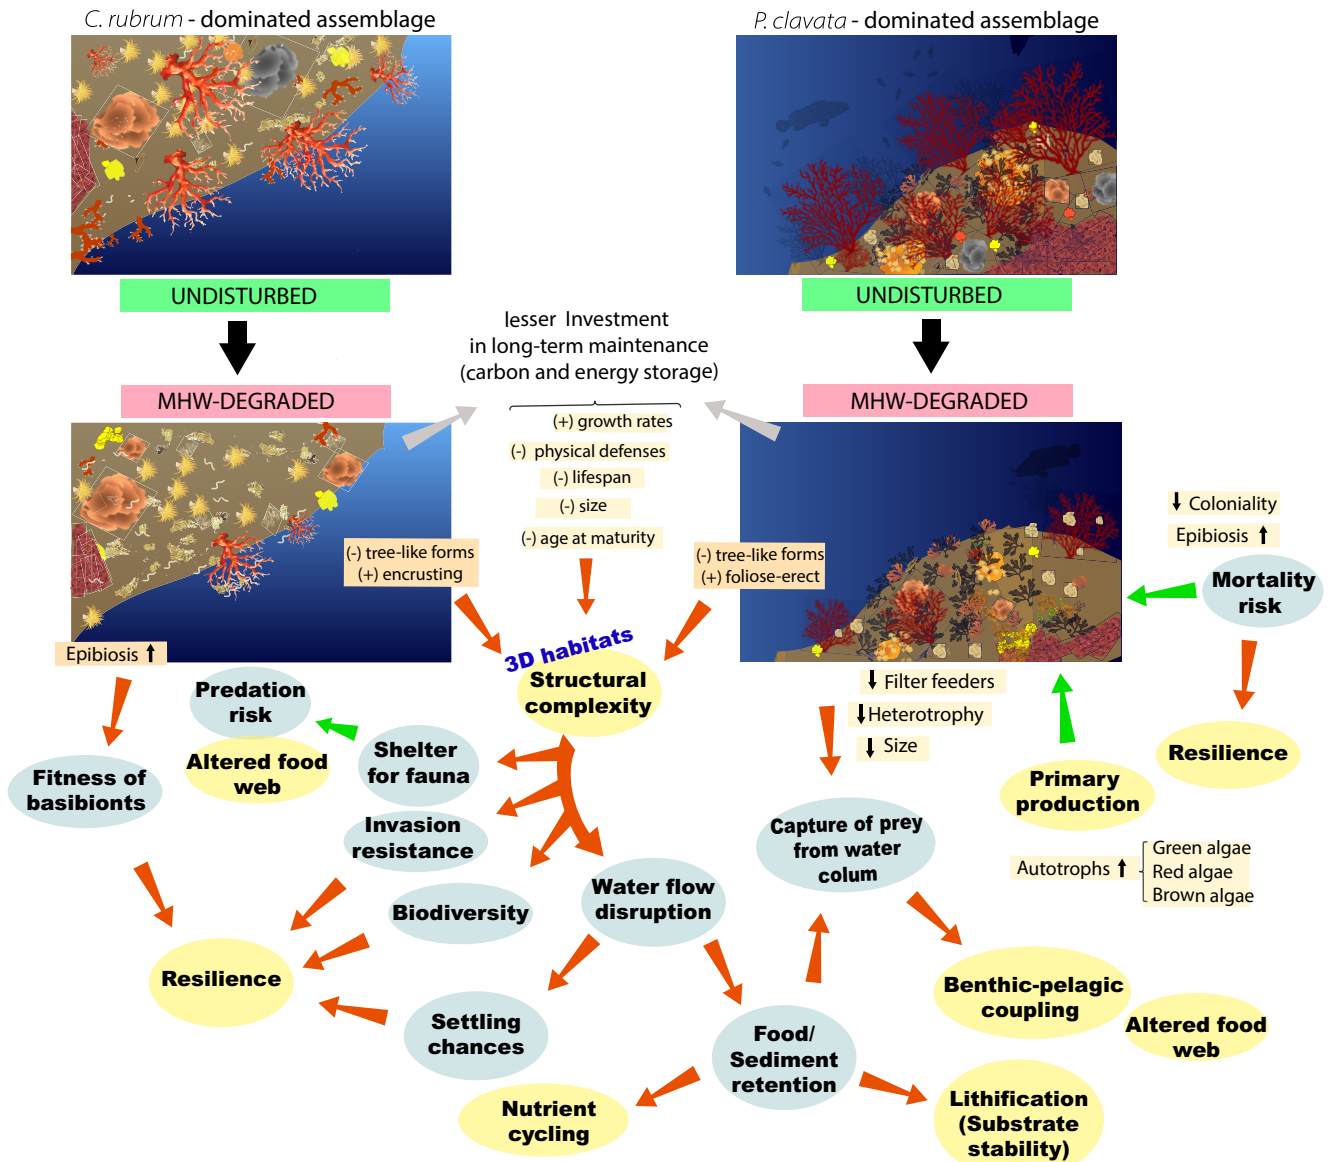 C. rubrum - dominated assemblage
P. clavata - dominated assemblage
UNDISTURBED
UNDISTURBED
lesser Investment
in long-term maintenance
(carbon and energy storage)
MHW-DEGRADED
MHW-DEGRADED
(+) growth rates
(-) physical defenses
(-) lifespan
(-) size
(-) age at maturity
(-) tree-like forms
(+) encrusting
(-) tree-like forms
(+) foliose-erect
↓ Coloniality
Epibiosis ↑
Mortality
risk
Epibiosis ↑
3D habitats
Structural
complexity
Predation
risk
Altered food
web
Shelter
for fauna
Fitness of
basibionts
Invasion
resistance
Biodiversity
Water flow
disruption
↓ Filter feeders
↓ Heterotrophy
↓ Size
Resilience
Primary
production
Capture of prey
from water
colum
Autotrophs ↑
Green algae
Red algae
Brown algae
Resilience
Settling
chances
Food/
Sediment
retention
Benthic-pelagic
coupling
Altered food
web
Nutrient
cycling
Lithification
(Substrate
stability)